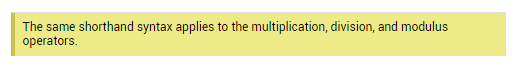 The same shorthand syntax applies to the multiplication, division, and modulus
operators.